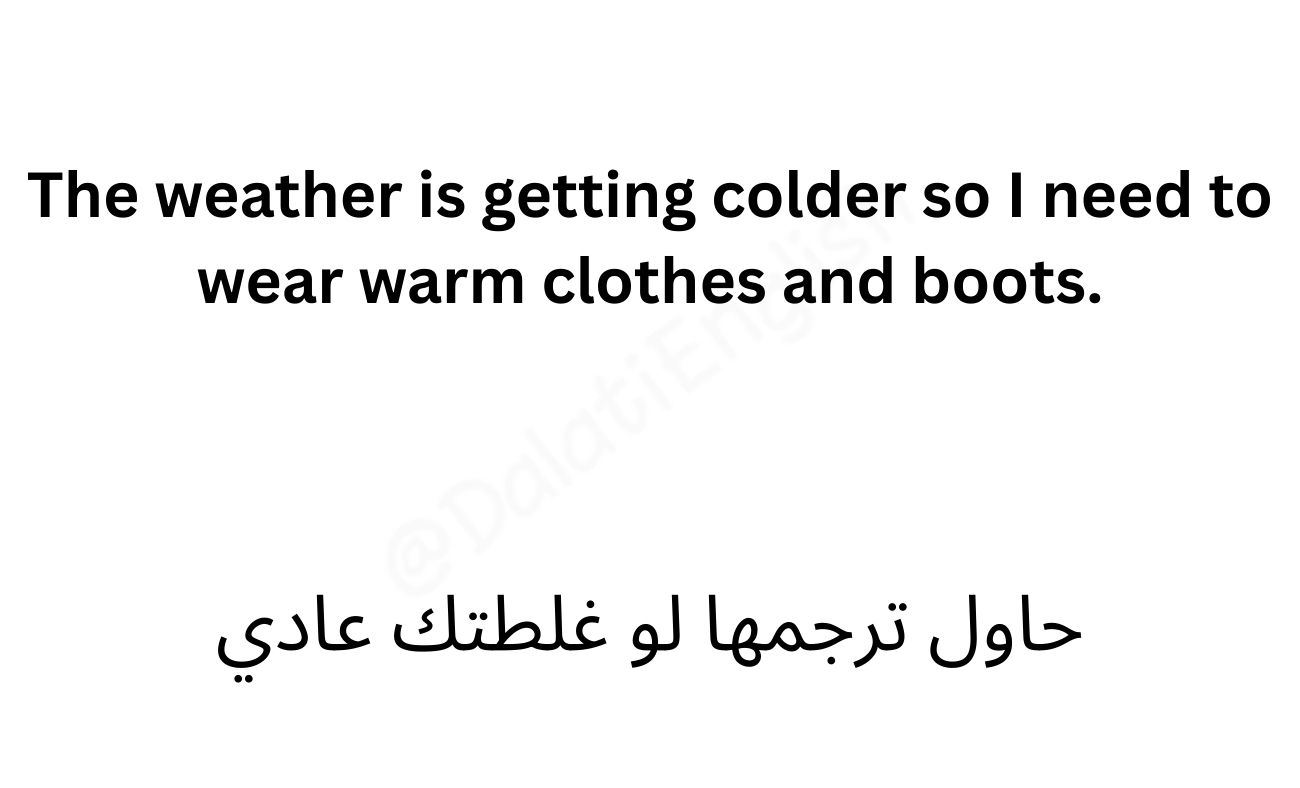 The weather is getting colder so I need to
wear warm clothes and boots.
@DalatiEnglish
حاول ترجمها لو غلطتك عادي